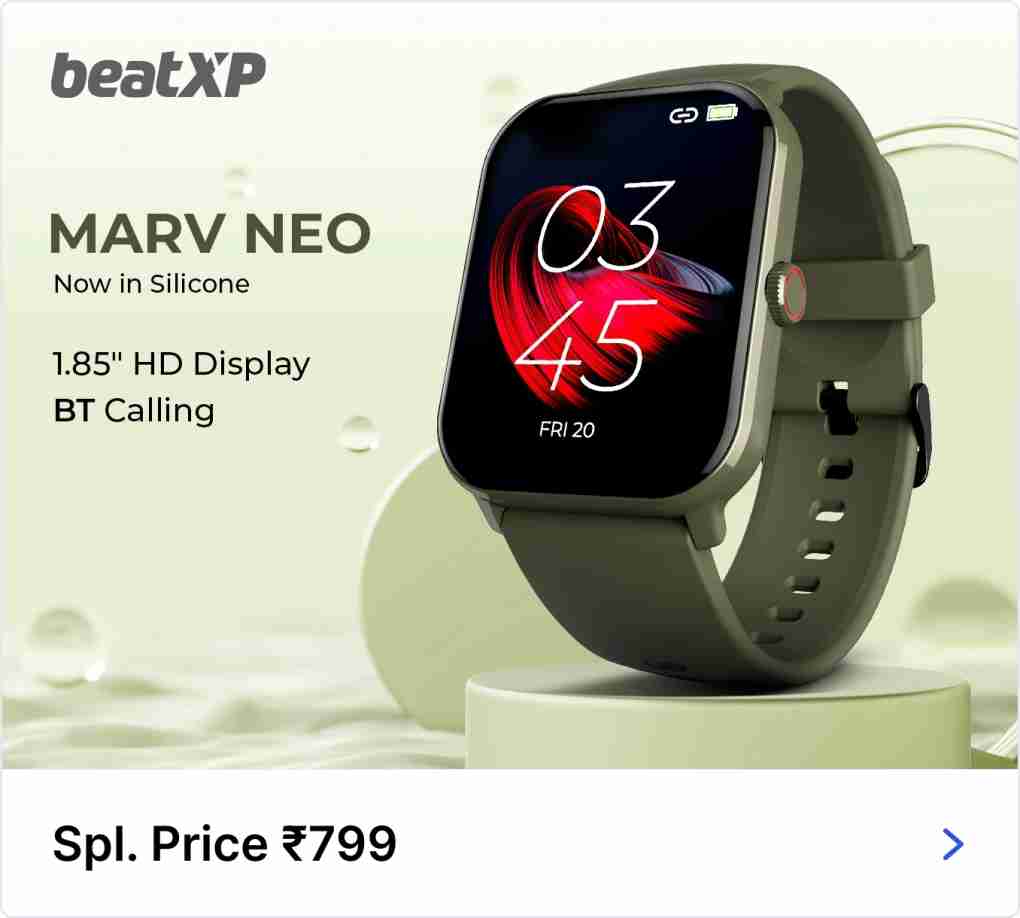 beatXP
MARV NEO
Now in Silicone
1.85" HD Display
BT Calling
03
45
FRI 20
Spl. Price ₹799